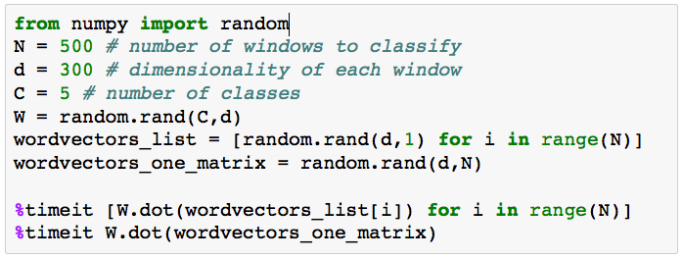 from numpy import random
N = 500 # number of windows to classify
d = 300 # dimensionality of each window
C = 5 # number of classes
W = random.rand(C,d)
wordvectors_list = [random.rand(d,1) for i in range(N)]
wordvectors_one_matrix = random.rand(d,N)
%timeit [W.dot(wordvectors_list[i]) for i in range(N)]
%timeit W.dot(wordvectors_one_matrix)